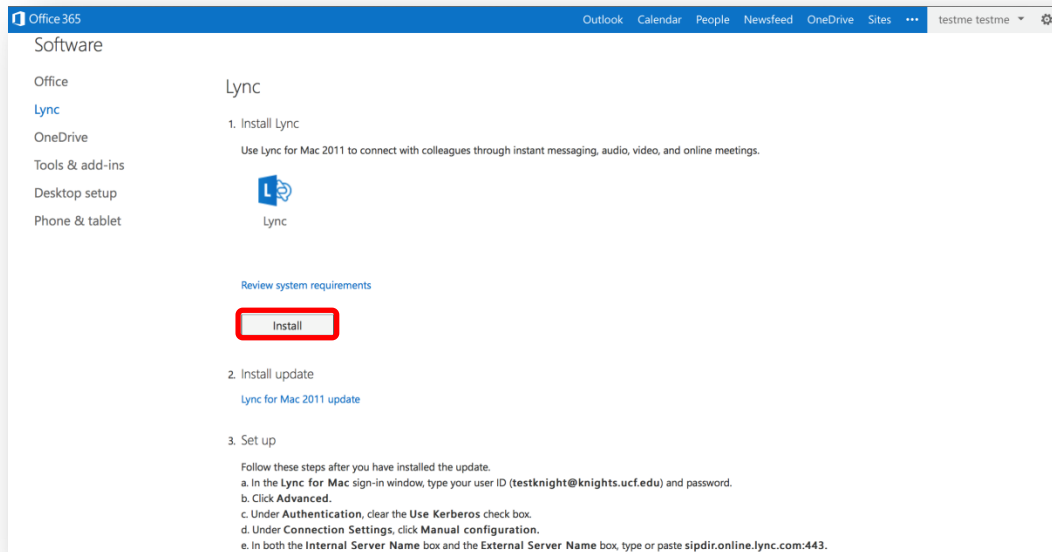 Office 365
Outlook Calendar People Newsfeed OneDrive Sites ••• testme testme
Software
Office
Lync
OneDrive
Tools & add-ins
Desktop setup
Phone & tablet
Lync
1. Install Lync
Use Lync for Mac 2011 to connect with colleagues through instant messaging, audio, video, and online meetings.
L
Lync
Review system requirements
Install
2. Install update
Lync for Mac 2011 update
3. Set up
Follow these steps after you have installed the update.
a. In the Lync for Mac sign-in window, type your user ID (testknight@knights.ucf.edu) and password.
b. Click Advanced.
c. Under Authentication, clear the Use Kerberos check box.
d. Under Connection Settings, click Manual configuration.
e. In both the Internal Server Name box and the External Server Name box, type or paste sipdir.online.lync.com:443.